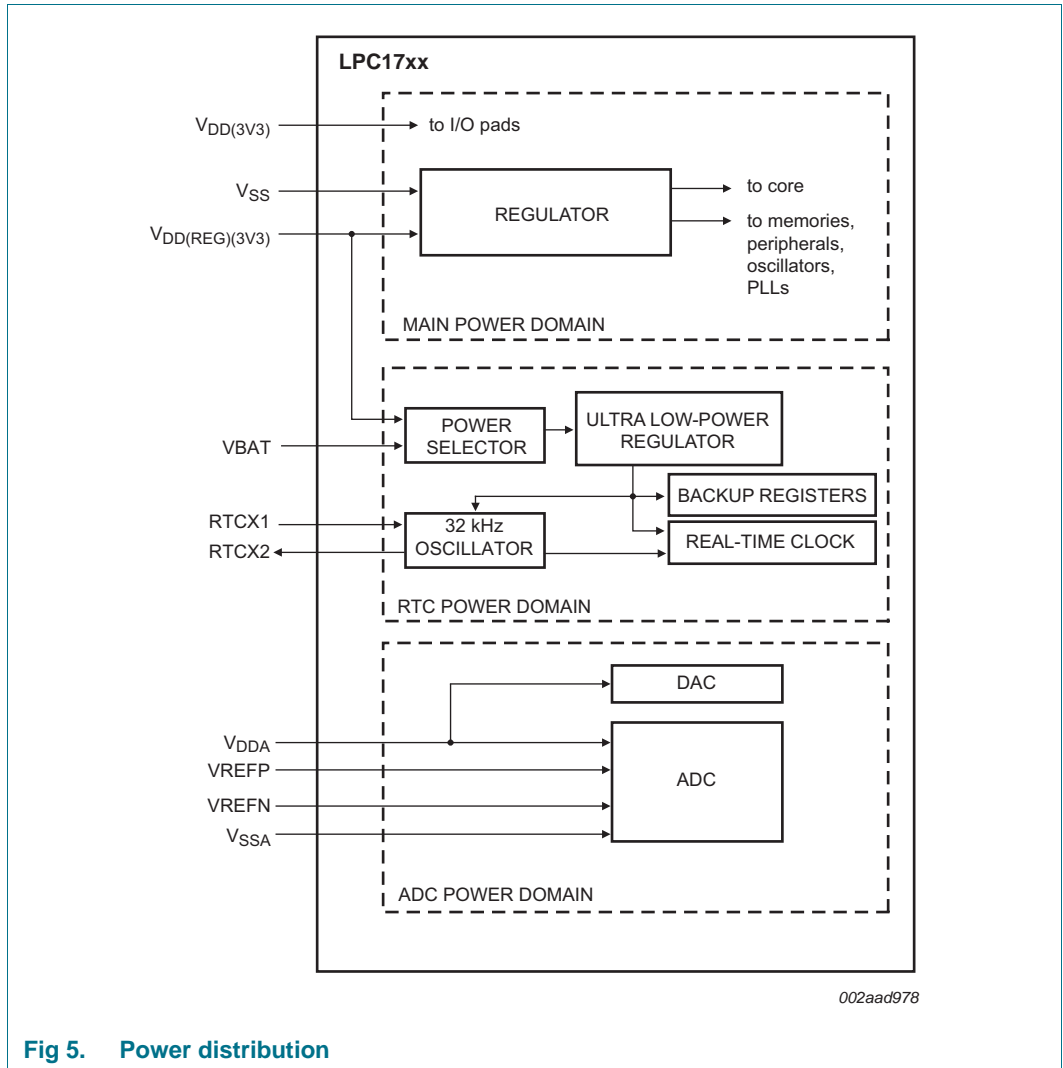 LPC17xx
VDD(3V3)
to I/O pads
VSS
REGULATOR
to core
VDD(REG)(3V3)
to memories,
peripherals,
oscillators,
PLLs
MAIN POWER DOMAIN
VBAT
POWER
SELECTOR
ULTRA LOW-POWER
REGULATOR
BACKUP REGISTERS
RTCX1
RTCX2
32 kHz
OSCILLATOR
REAL-TIME CLOCK
RTC POWER DOMAIN
DAC
VDDA
VREFP
ADC
VREFN
VSSA
ADC POWER DOMAIN
002aad978
Fig 5. Power distribution